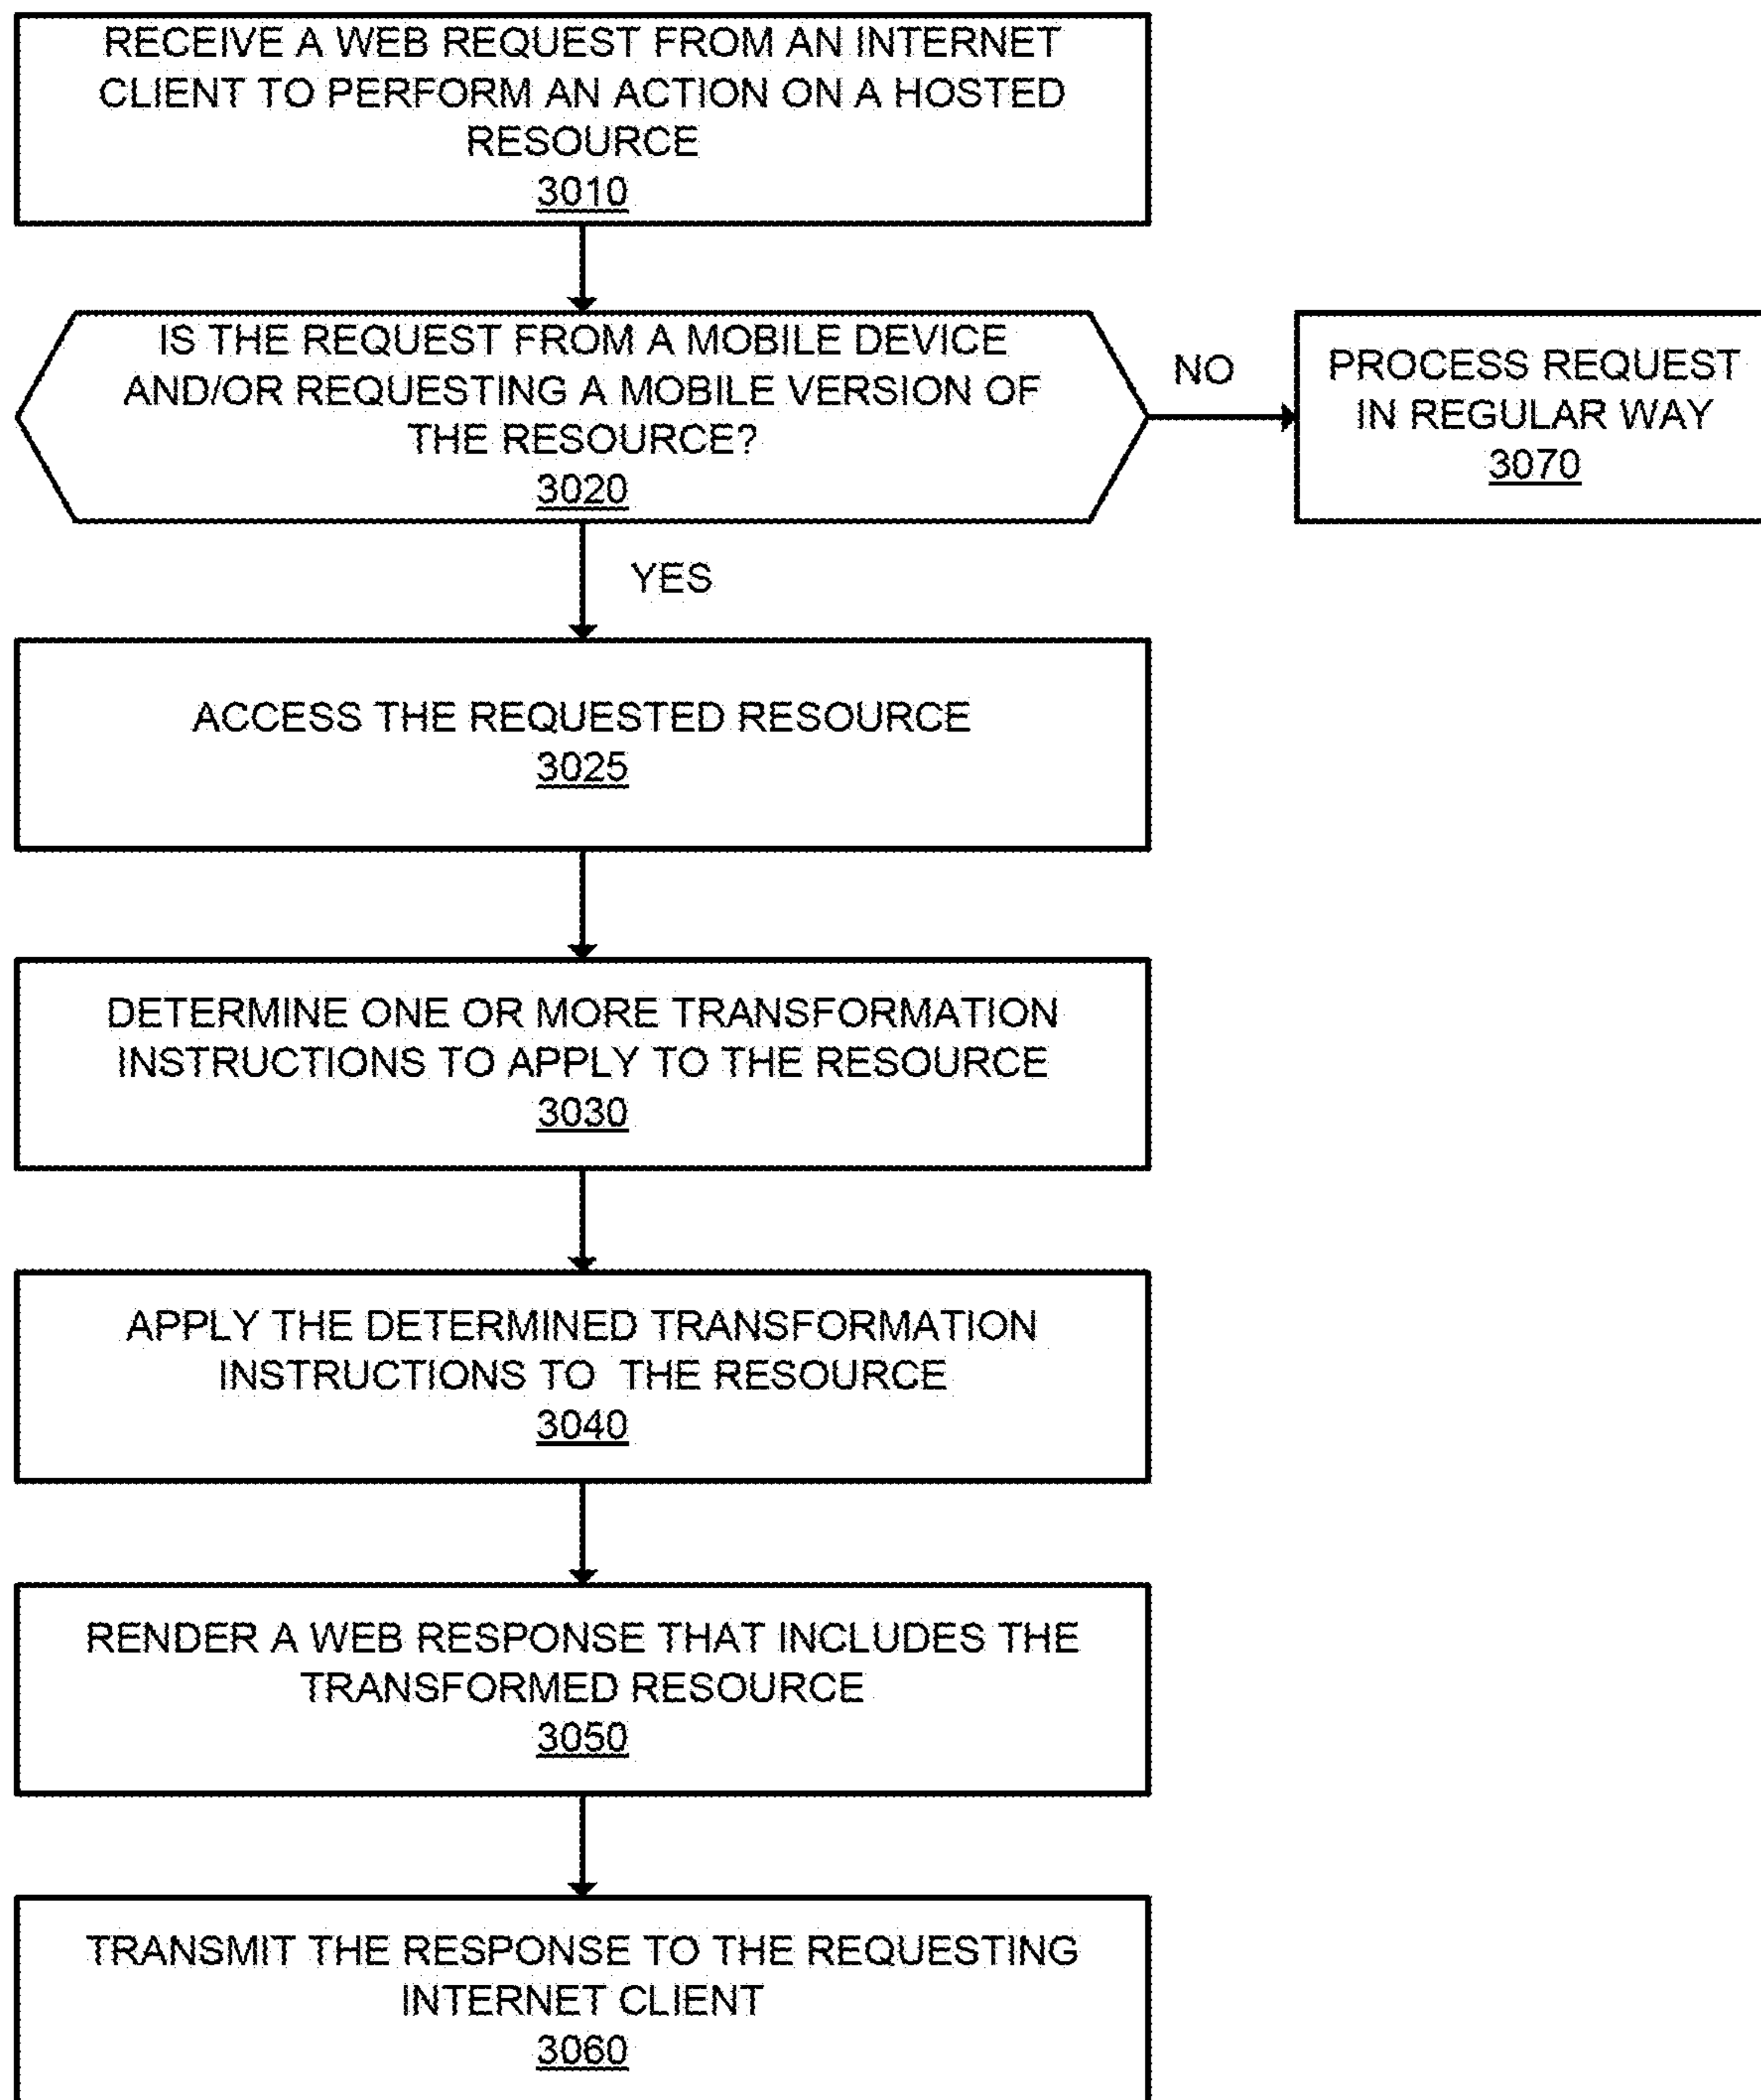 RECEIVE A WEB REQUEST FROM AN INTERNET
CLIENT TO PERFORM AN ACTION ON A HOSTED
RESOURCE
3010
IS THE REQUEST FROM A MOBILE DEVICE
AND/OR REQUESTING A MOBILE VERSION OF
THE RESOURCE?
3020
NO
PROCESS REQUEST
IN REGULAR WAY
3070
YES
ACCESS THE REQUESTED RESOURCE
3025
DETERMINE ONE OR MORE TRANSFORMATION
INSTRUCTIONS TO APPLY TO THE RESOURCE
3030
APPLY THE DETERMINED TRANSFORMATION
INSTRUCTIONS TO THE RESOURCE
3040
RENDER A WEB RESPONSE THAT INCLUDES THE
TRANSFORMED RESOURCE
3050
TRANSMIT THE RESPONSE TO THE REQUESTING
INTERNET CLIENT
3060